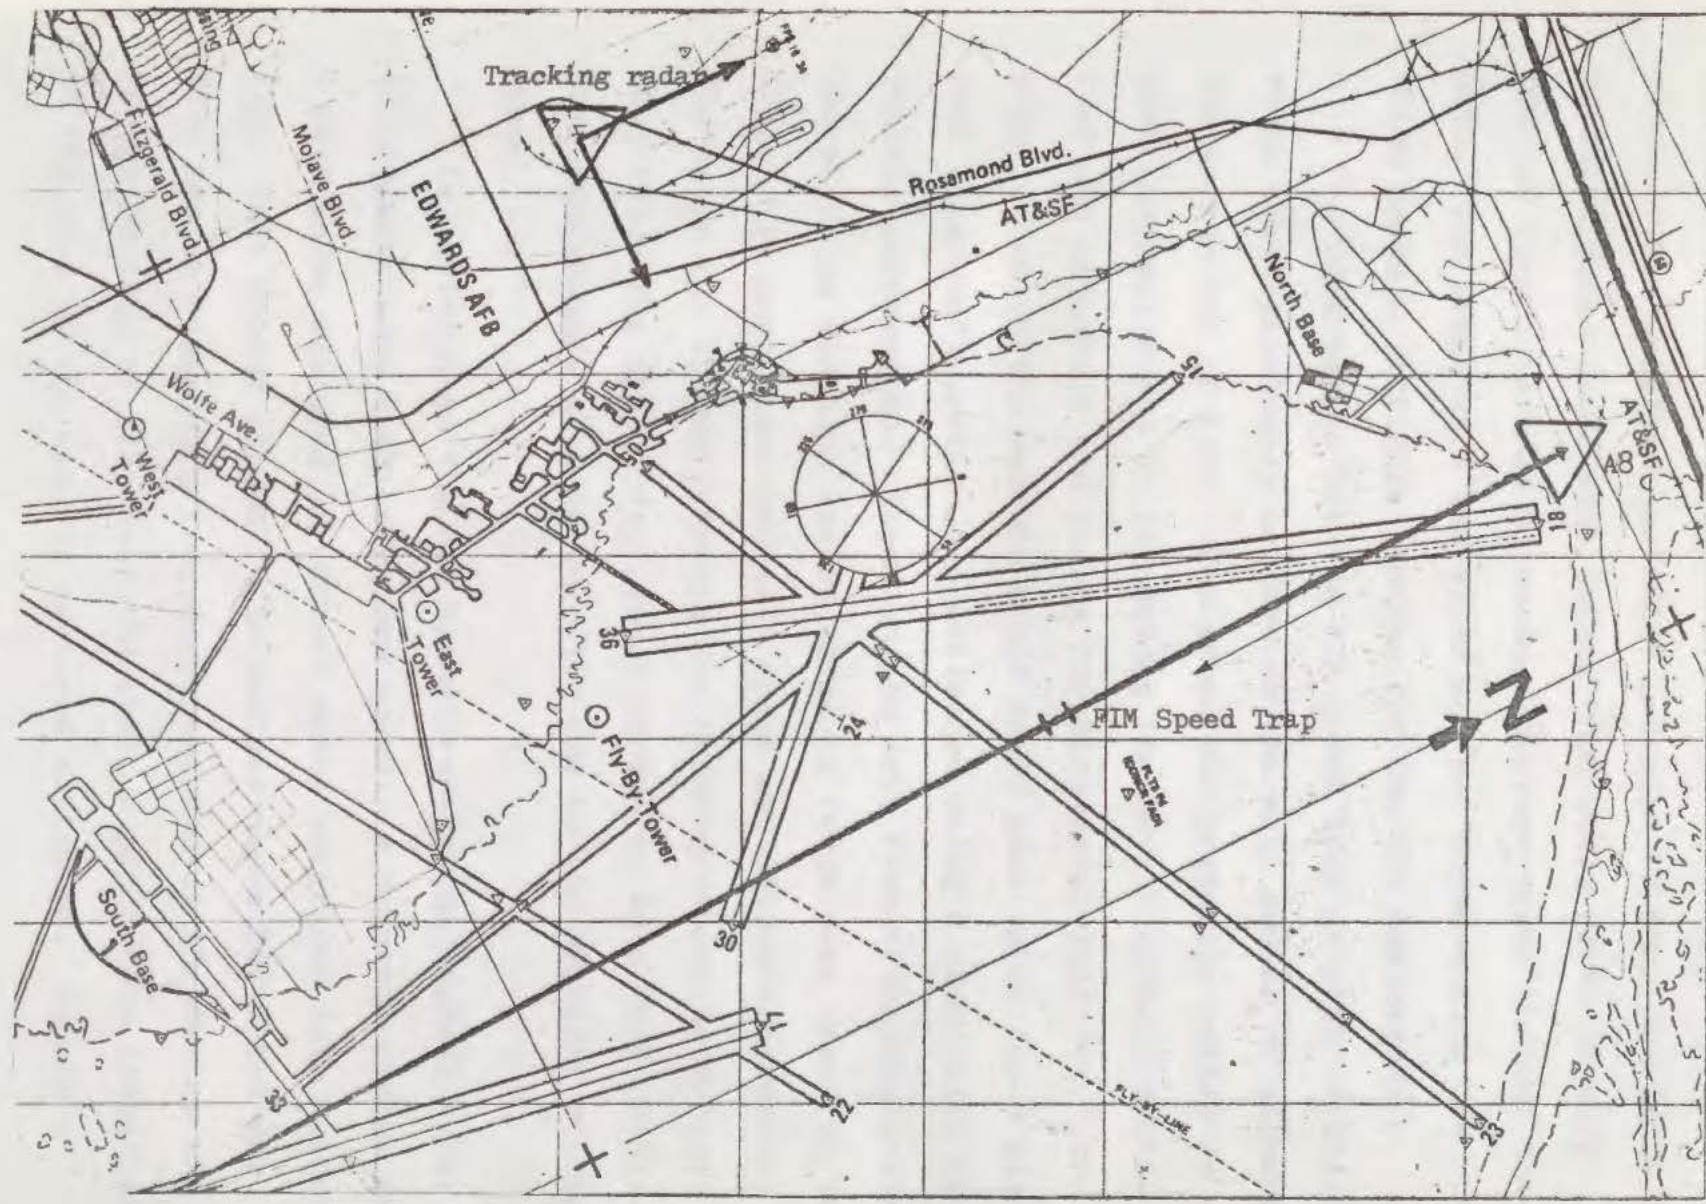 Tracking radar
Fitzgerald Blvd.
Mojave Blvd.
EDWARDS AFB
Rosamond Blvd.
AT&SF
North Base
15
Wolfe Ave.
West
Tower
05
AT&SF
A8
18
36
East
Tower
Fly-By-Tower
24
FIM Speed Trap
N
South Base
30
17
33
22
FLY-BY-LINE
23